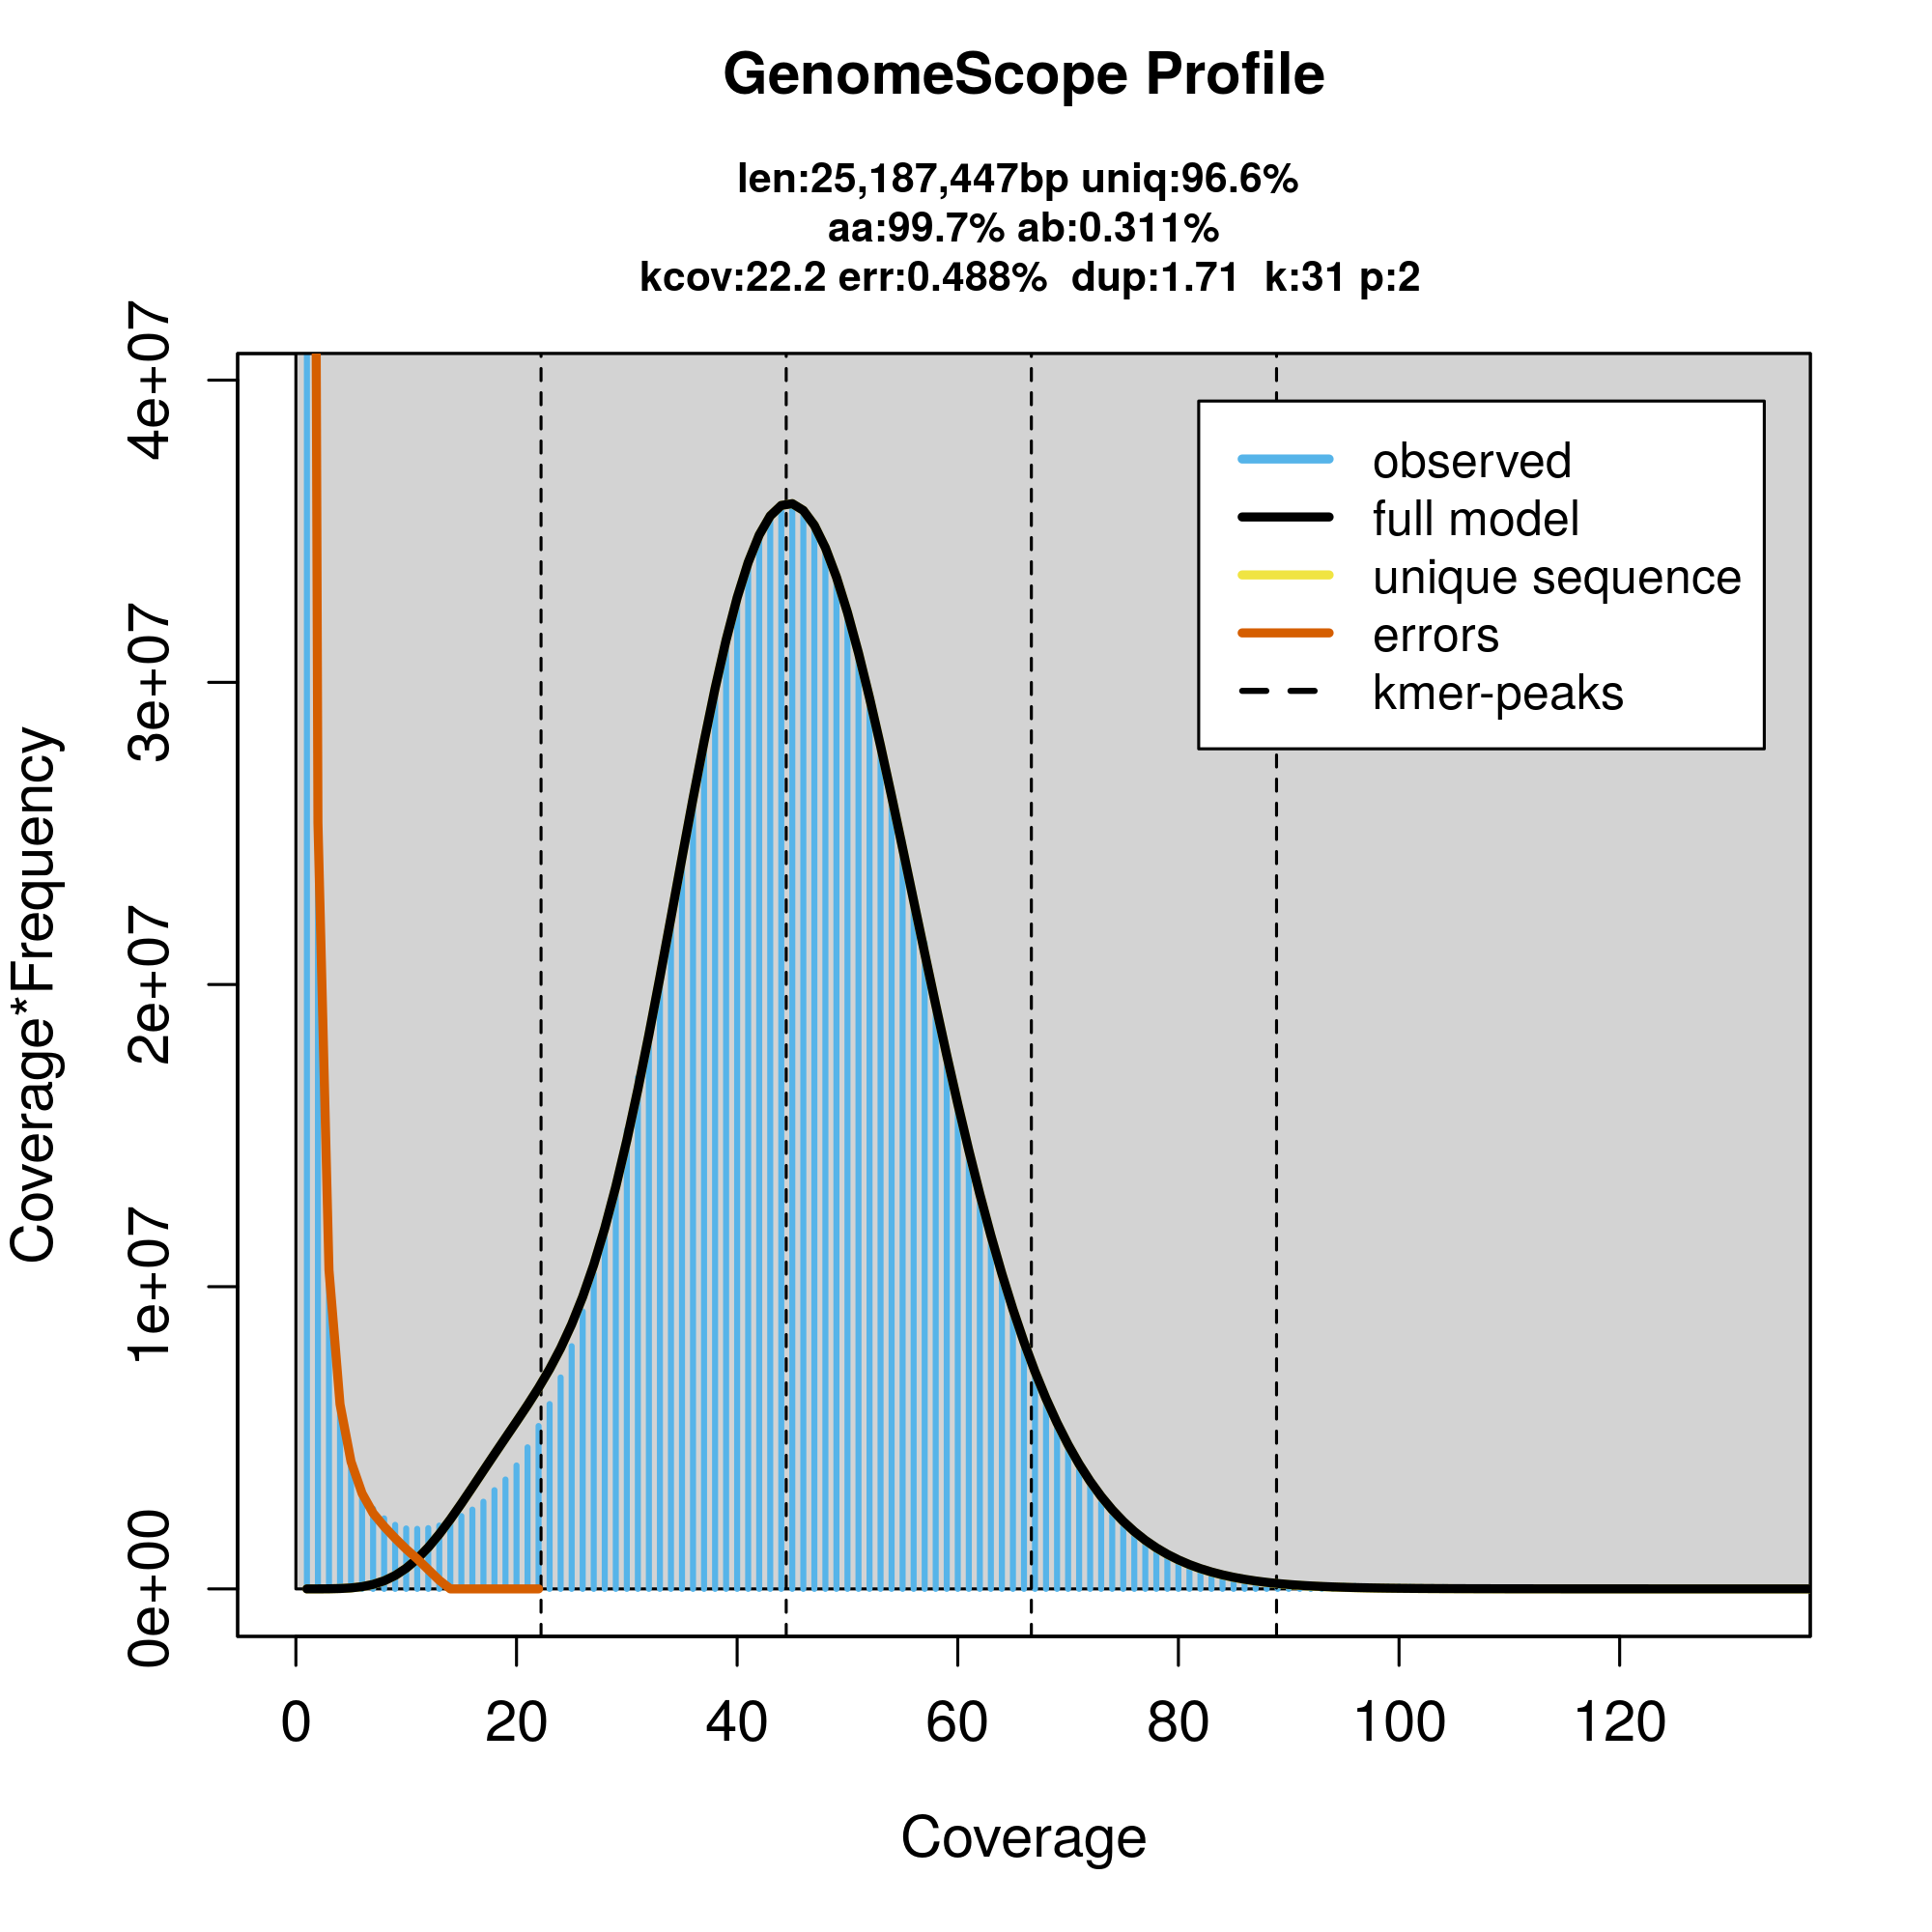 GenomeScope Profile
len:25,187,447bp uniq:96.6%
aa:99.7% ab:0.311%
kcov:22.2 err:0.488% dup:1.71 k:31 p:2
Coverage*Frequency
4e+07
3e+07
2e+07
1e+07
0e+00
observed
full model
unique sequence
errors
kmer-peaks
0 20 40 60 80 100 120
Coverage